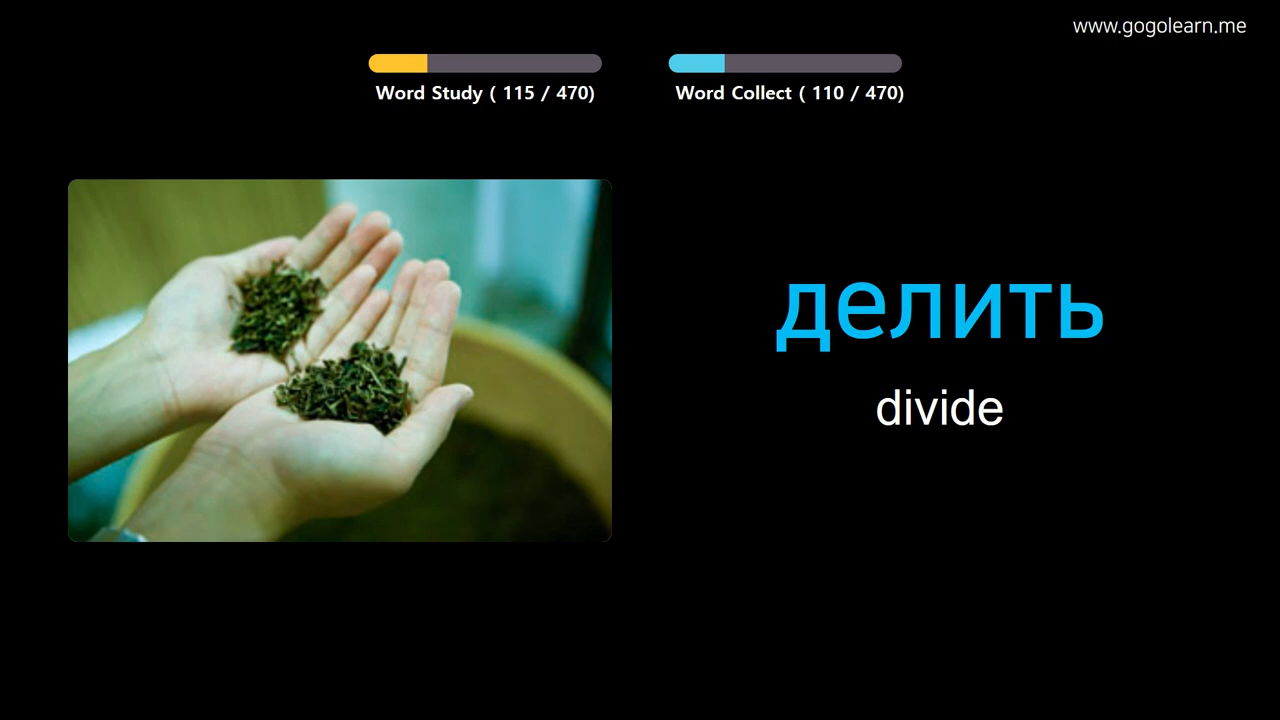 www.gogolearn.me
Word Study ( 115 / 470)
Word Collect ( 110 / 470)
делить
divide